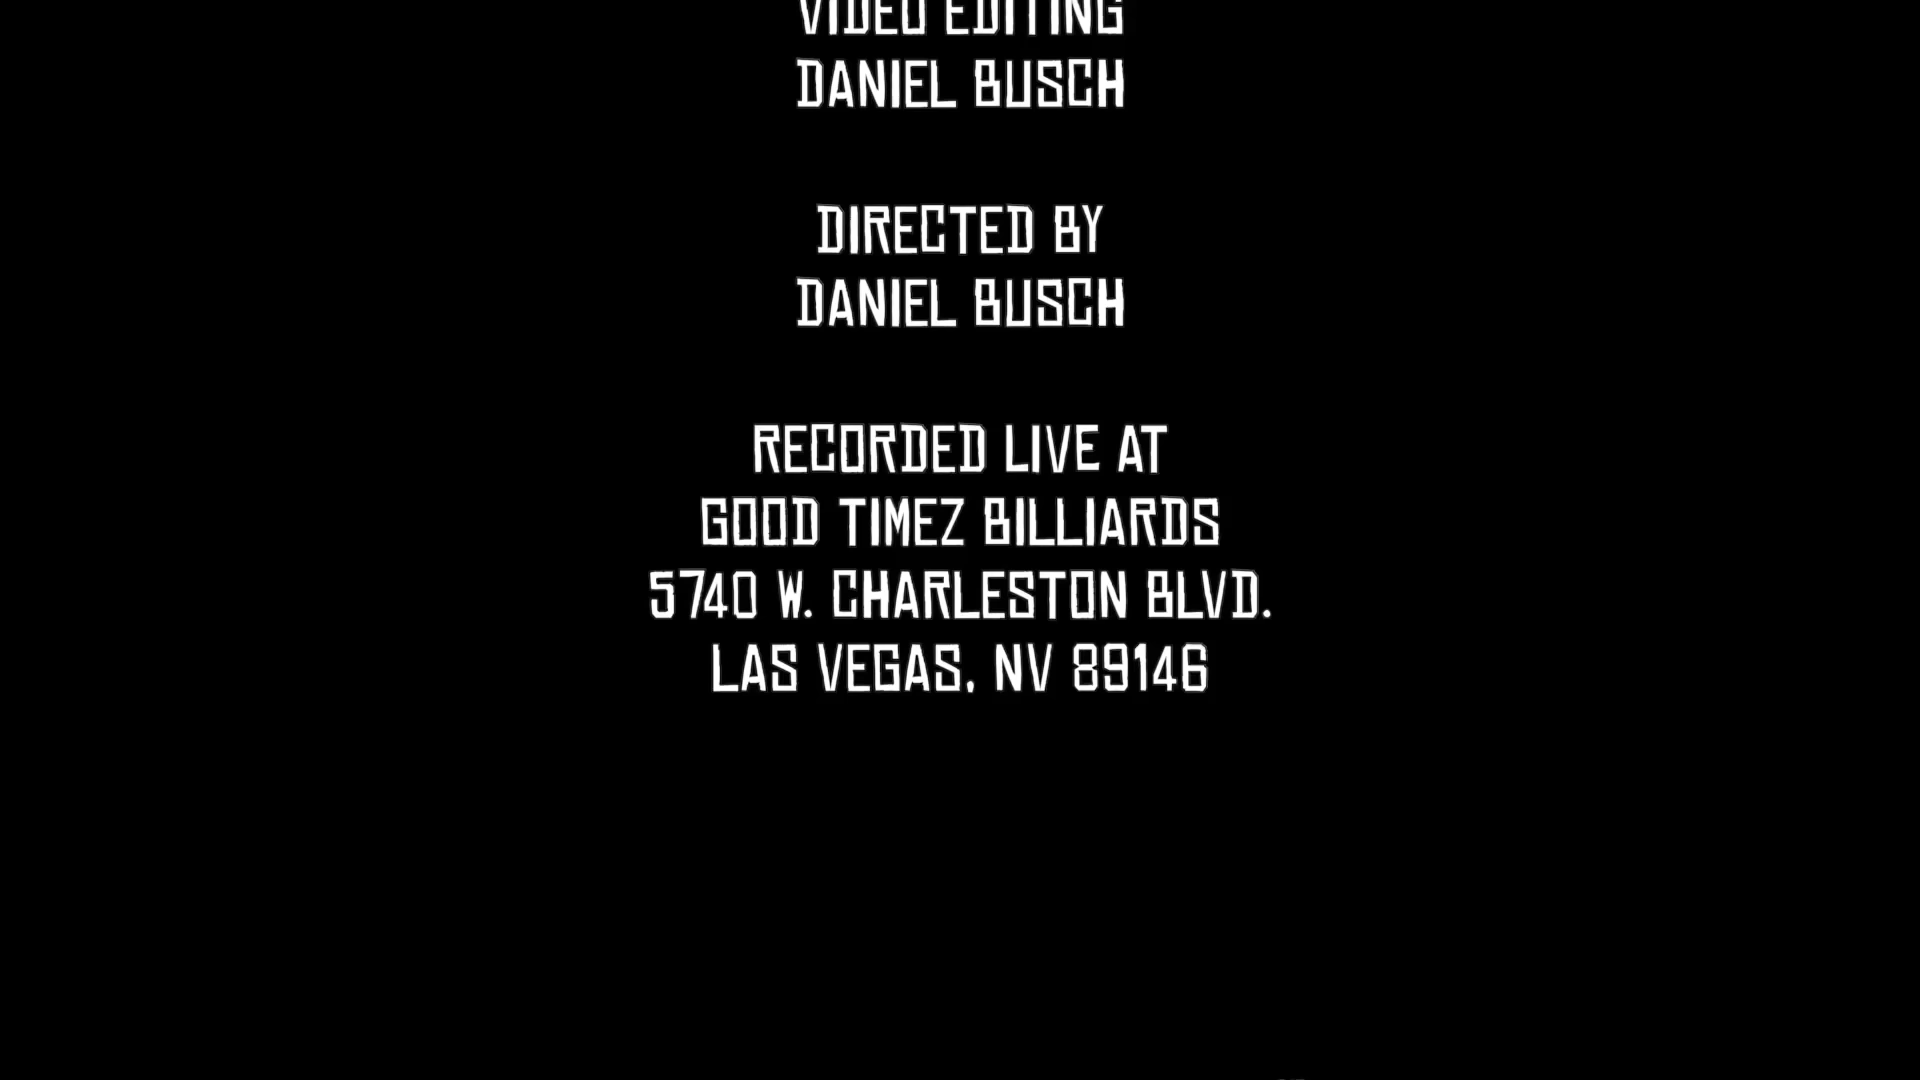 VIDEO EDITING
DANIEL BUSCH
DIRECTED BY
DANIEL BUSCH
RECORDED LIVE AT
GOOD TIMEZ BILLIARDS
5740 W. CHARLESTON BLVD.
LAS VEGAS, NV 89146